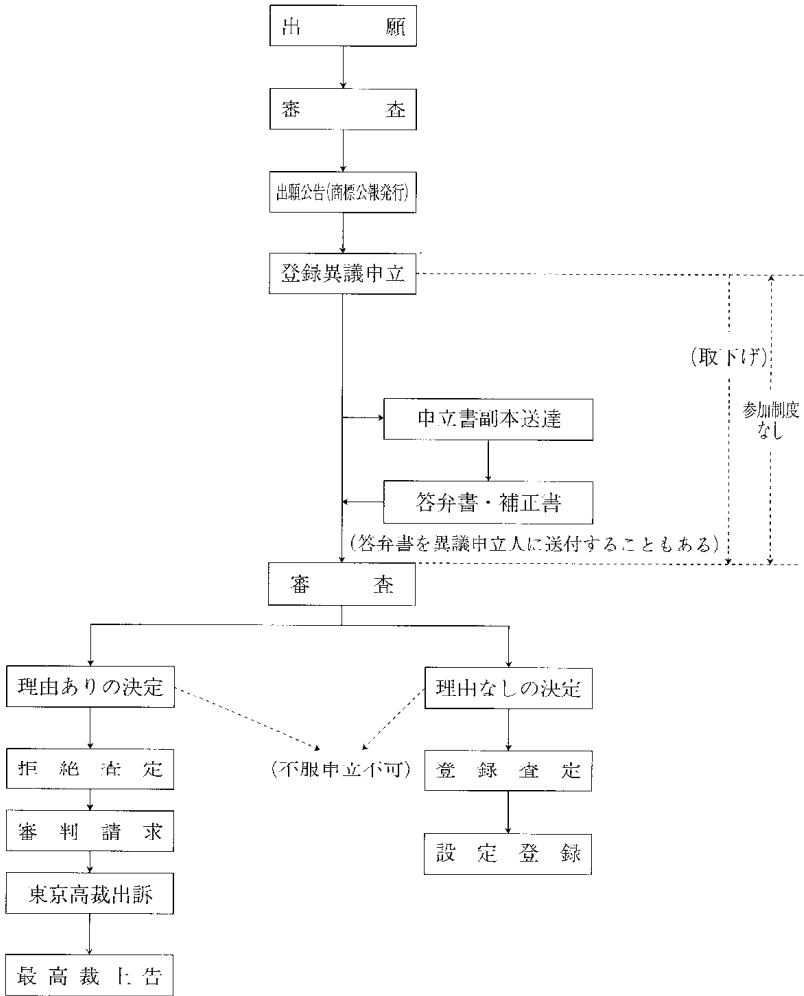 出願
審査
出願公告(商標公報発行)
登録異議申立
(取下げ)
参加制度
なし
申立書副本送達
答弁書・補正書
(答弁書を異議申立人に送付することもある)
審査
理由ありの決定
理由なしの決定
(不服申立不可)
拒絶査定
登録査定
審判請求
設定登録
東京高裁出訴
最高裁上告